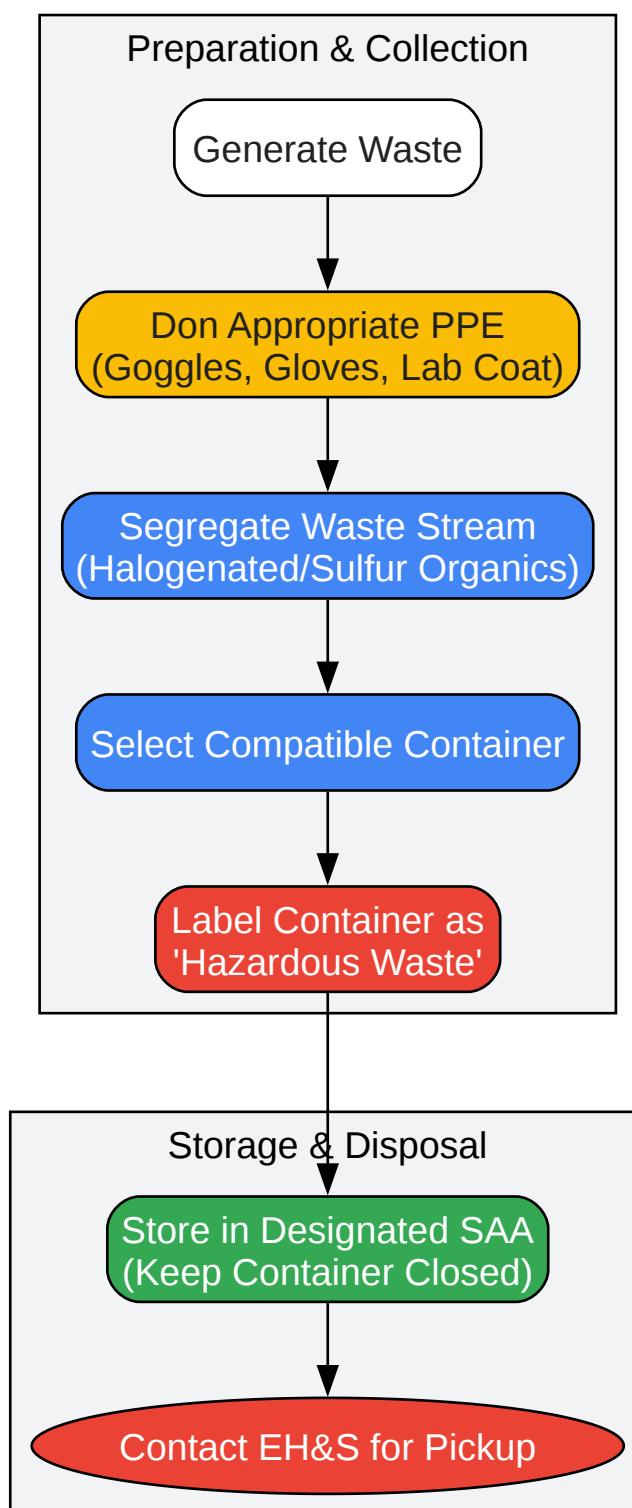 Preparation & Collection
Generate Waste
Don Appropriate PPE
(Goggles, Gloves, Lab Coat)
Segregate Waste Stream
(Halogenated/Sulfur Organics)
Select Compatible Container
Label Container as
'Hazardous Waste'
Storage & Disposal
Store in Designated SAA
(Keep Container Closed)
Contact EH&S for Pickup